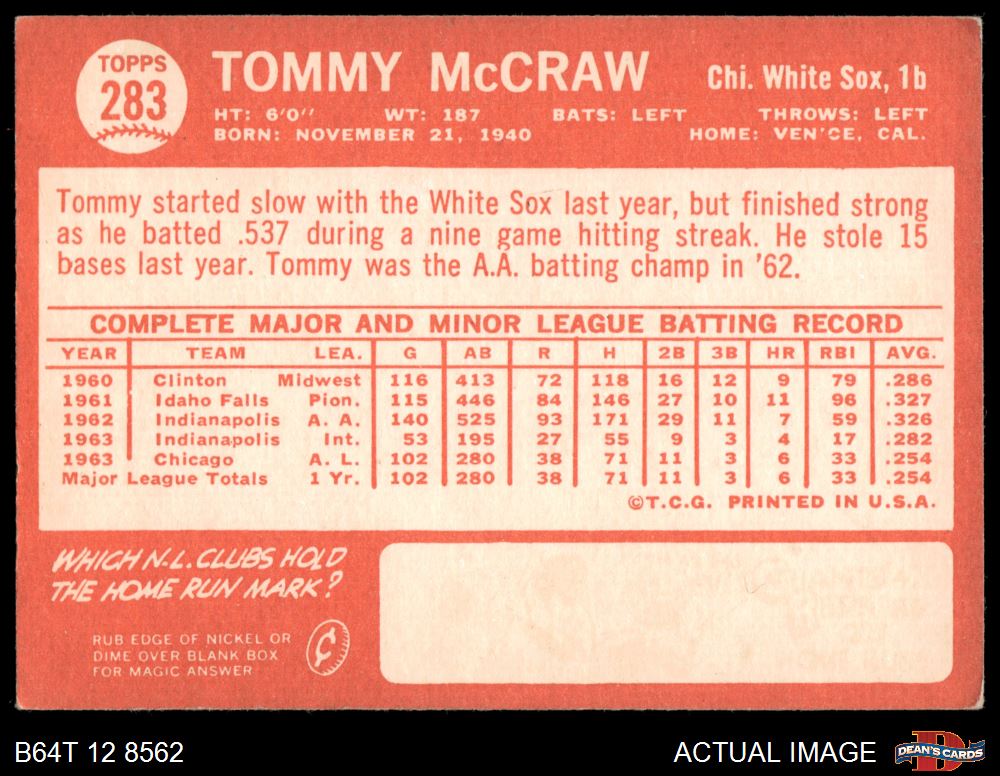 TOPPS
283
TOMMY McCRAW
Chi. White Sox, 1b
HT: 6'0" WT: 187 BATS: LEFT THROWS: LEFT
BORN: NOVEMBER 21, 1940 HOME: VEN'CE, CAL.
Tommy started slow with the White Sox last year, but finished strong
as he batted .537 during a nine game hitting streak. He stole 15
bases last year. Tommy was the A.A. batting champ in '62.
COMPLETE MAJOR AND MINOR LEAGUE BATTING RECORD
YEAR TEAM LEA. G AB R H 2B 3B HR RBI AVG.
1960 Clinton Midwest 116 413 72 118 16 12 9 79 .286
1961 Idaho Falls Pion. 115 446 84 146 27 10 11 96 .327
1962 Indianapolis A. A. 140 525 93 171 29 11 7 59 .326
1963 Indianapolis Int. 53 195 27 55 9 3 4 17 .282
1963 Chicago A. L. 102 280 38 71 11 3 6 33 .254
Major League Totals 1 Yr. 102 280 38 71 11 3 6 33 .254
©T.C.G. PRINTED IN U.S.A.
WHICH N.L. CLUBS HOLD
THE HOME RUN MARK?
RUB EDGE OF NICKEL OR
DIME OVER BLANK BOX
FOR MAGIC ANSWER
¢
B64T 12 8562
ACTUAL IMAGE
DEAN'S CARDS